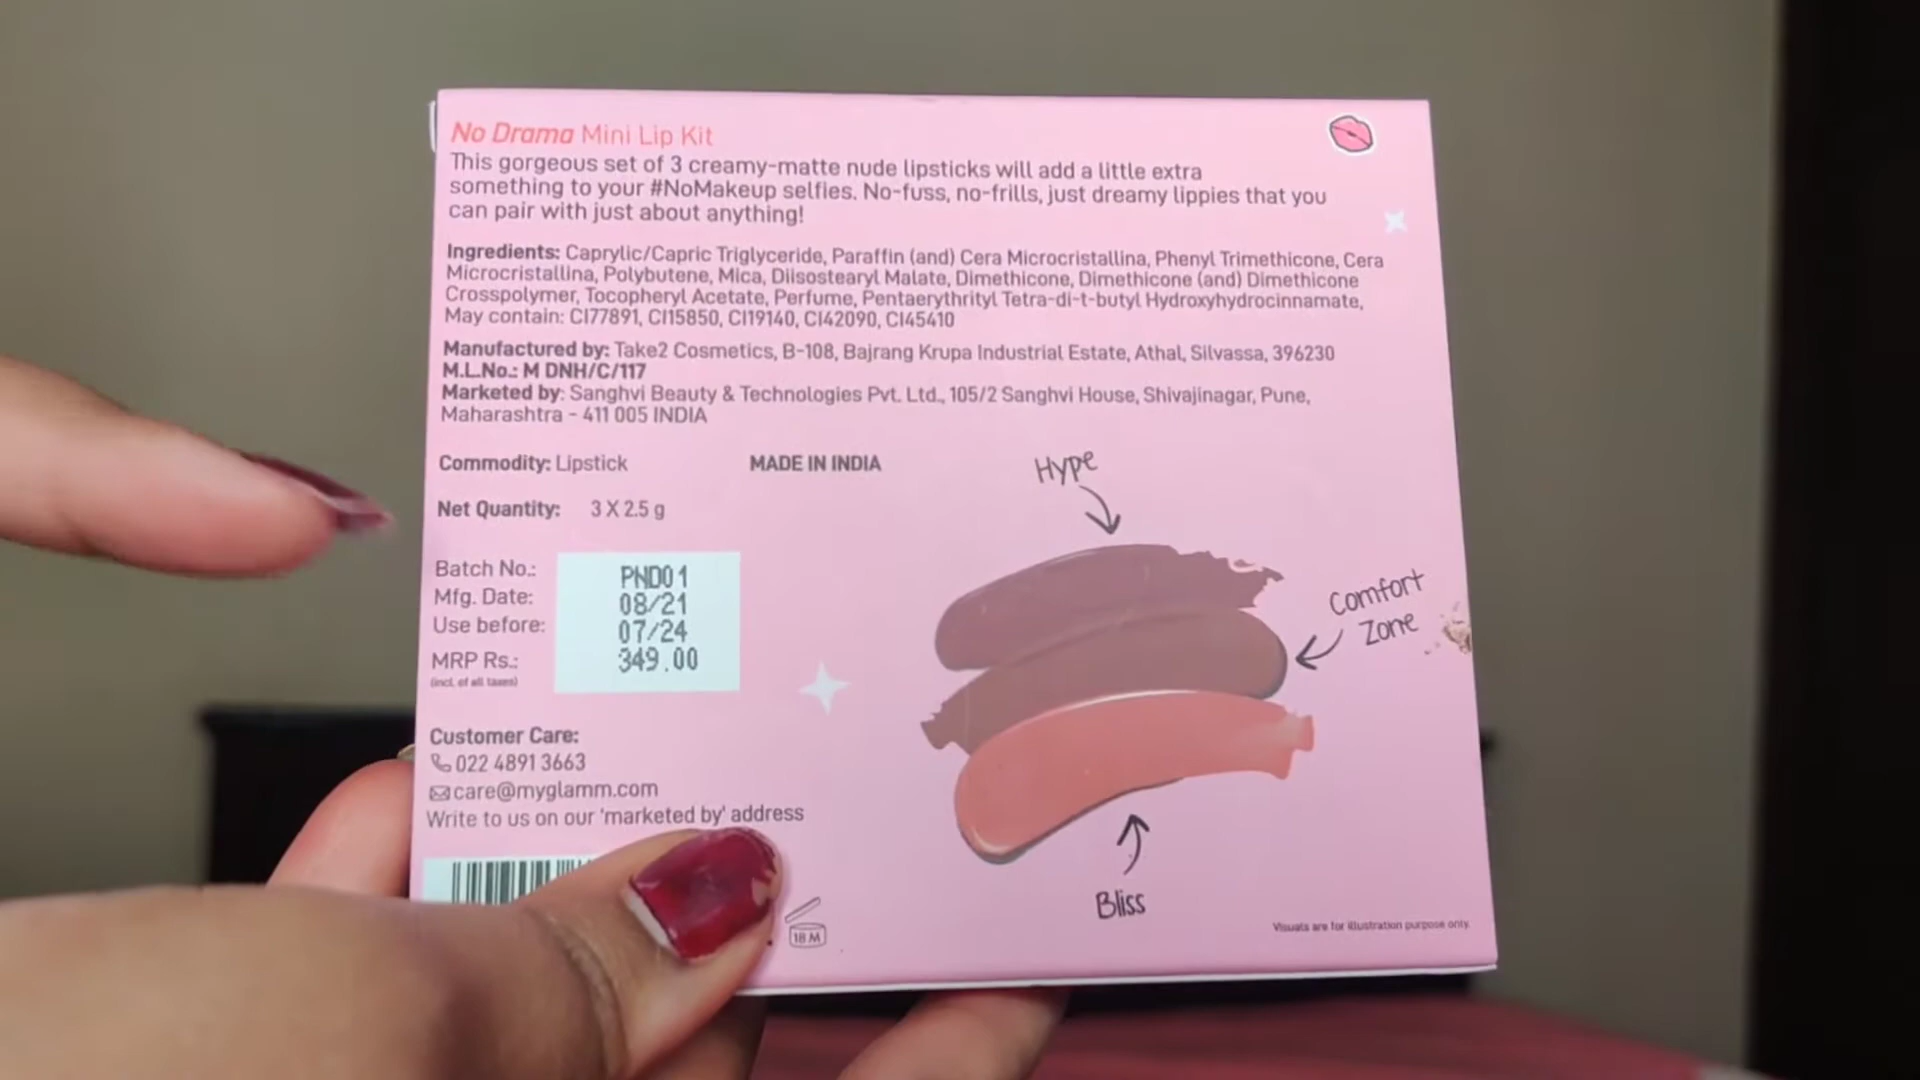 No Drama Mini Lip Kit
This gorgeous set of 3 creamy-matte nude lipsticks will add a little extra
something to your #NoMakeup selfies. No-fuss, no-frills, just dreamy lippies that you
can pair with just about anything!
Ingredients: Caprylic/Capric Triglyceride, Paraffin (and) Cera Microcristallina, Phenyl Trimethicone, Cera
Microcristallina, Polybutene, Mica, Diisostearyl Malate, Dimethicone, Dimethicone (and) Dimethicone
Crosspolymer, Tocopheryl Acetate, Perfume, Pentaerythrityl Tetra-di-t-butyl Hydroxyhydrocinnamate,
May contain: CI77891, CI15850, CI19140, CI42090, CI45410
Manufactured by: Take2 Cosmetics, B-108, Bajrang Krupa Industrial Estate, Athal, Silvassa, 396230
M.L.No.: M DNH/C/117
Marketed by: Sanghvi Beauty & Technologies Pvt. Ltd., 105/2 Sanghvi House, Shivajinagar, Pune,
Maharashtra - 411 005 INDIA
Commodity: Lipstick MADE IN INDIA
Net Quantity: 3 X 2.5 g
Batch No.: PND01
Mfg. Date: 08/21
Use before: 07/24
MRP Rs.: 349.00
(incl. of all taxes)
Customer Care:
022 4891 3663
care@myglamm.com
Write to us on our 'marketed by' address
18 M
Hype
Comfort
Zone
Bliss
Visuals are for illustration purpose only.